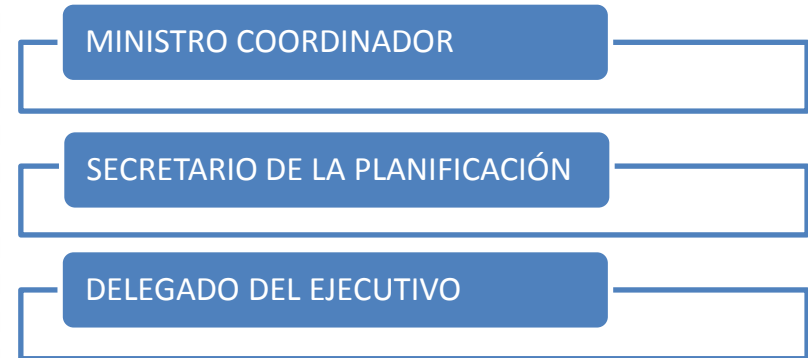 MINISTRO COORDINADOR
SECRETARIO DE LA PLANIFICACIÓN
DELEGADO DEL EJECUTIVO